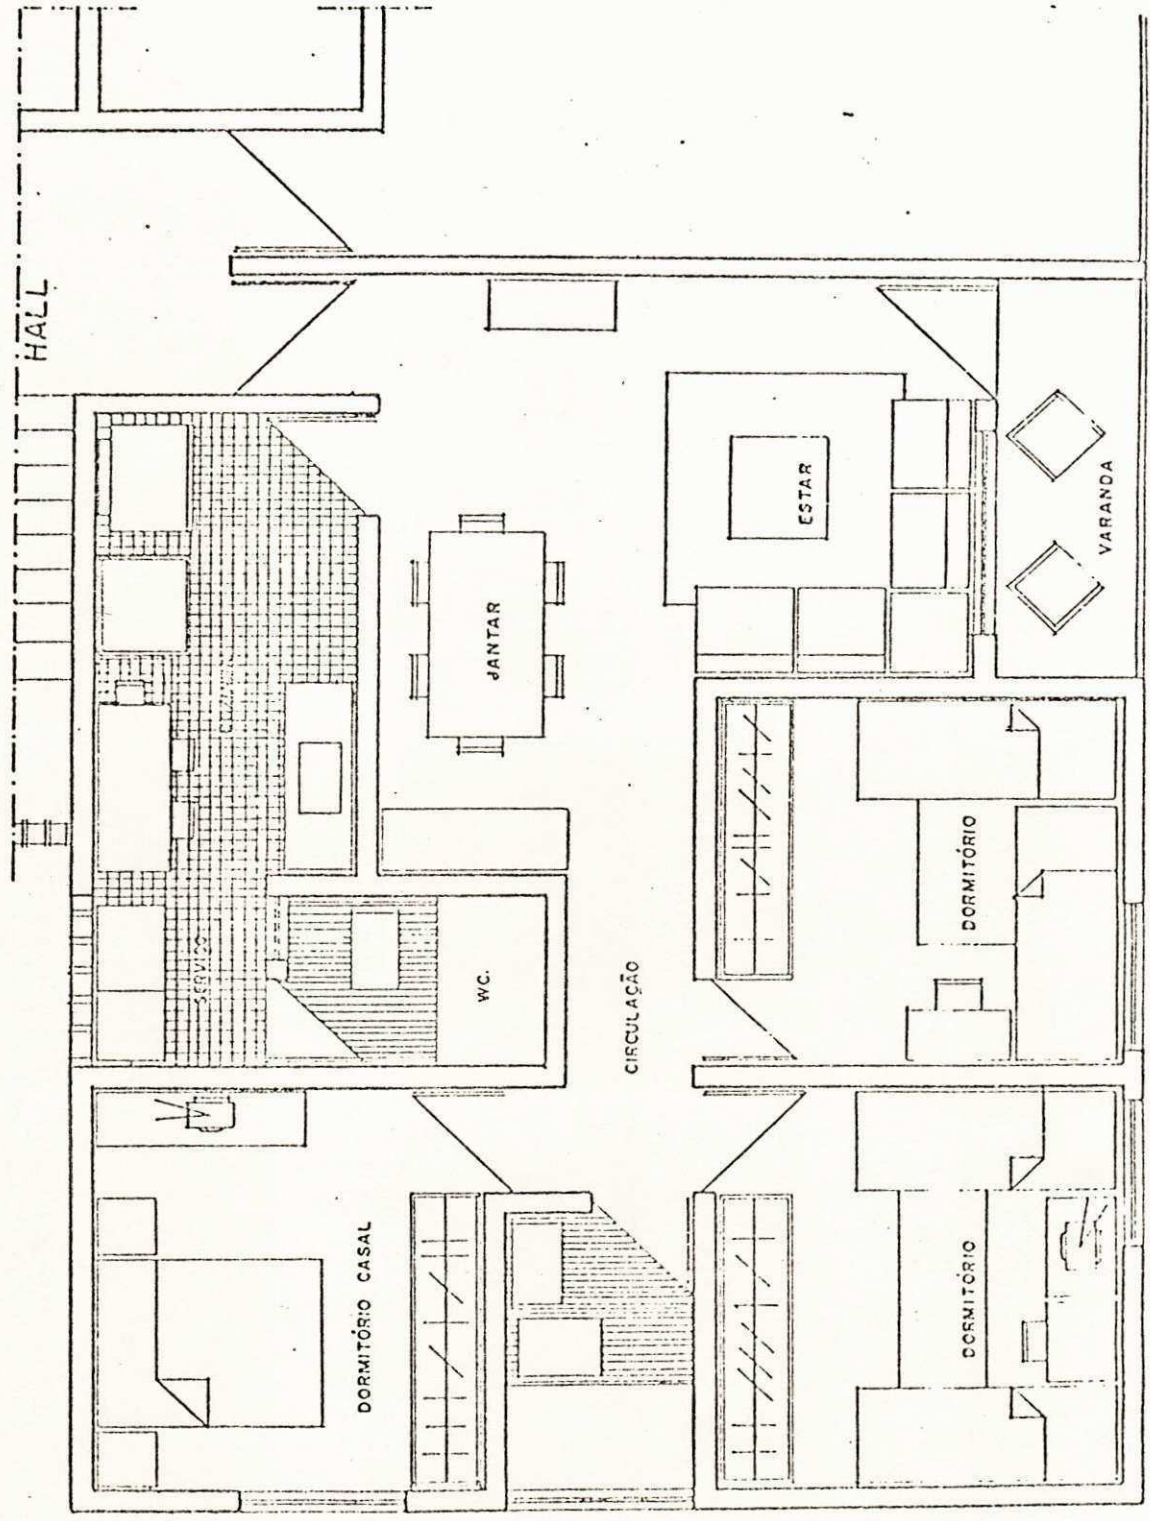 HALL
ESTAR
VARANDA
JANTAR
DORMITÓRIO
SERVIÇO
WC.
CIRCULAÇÃO
DORMITÓRIO CASAL
DORMITÓRIO